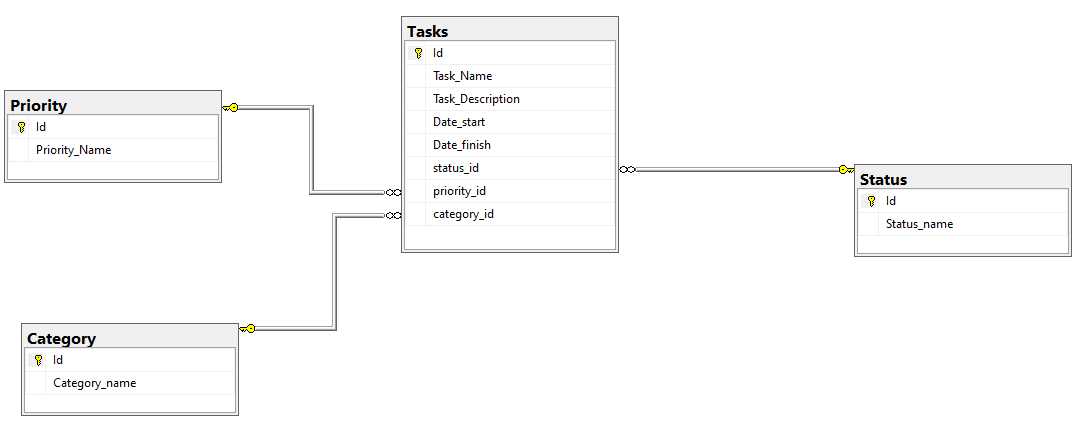 Tasks
Id
Task_Name
Task_Description
Date_start
Date_finish
status_id
priority_id
category_id
Priority
Id
Priority_Name
Status
Id
Status_name
Category
Id
Category_name